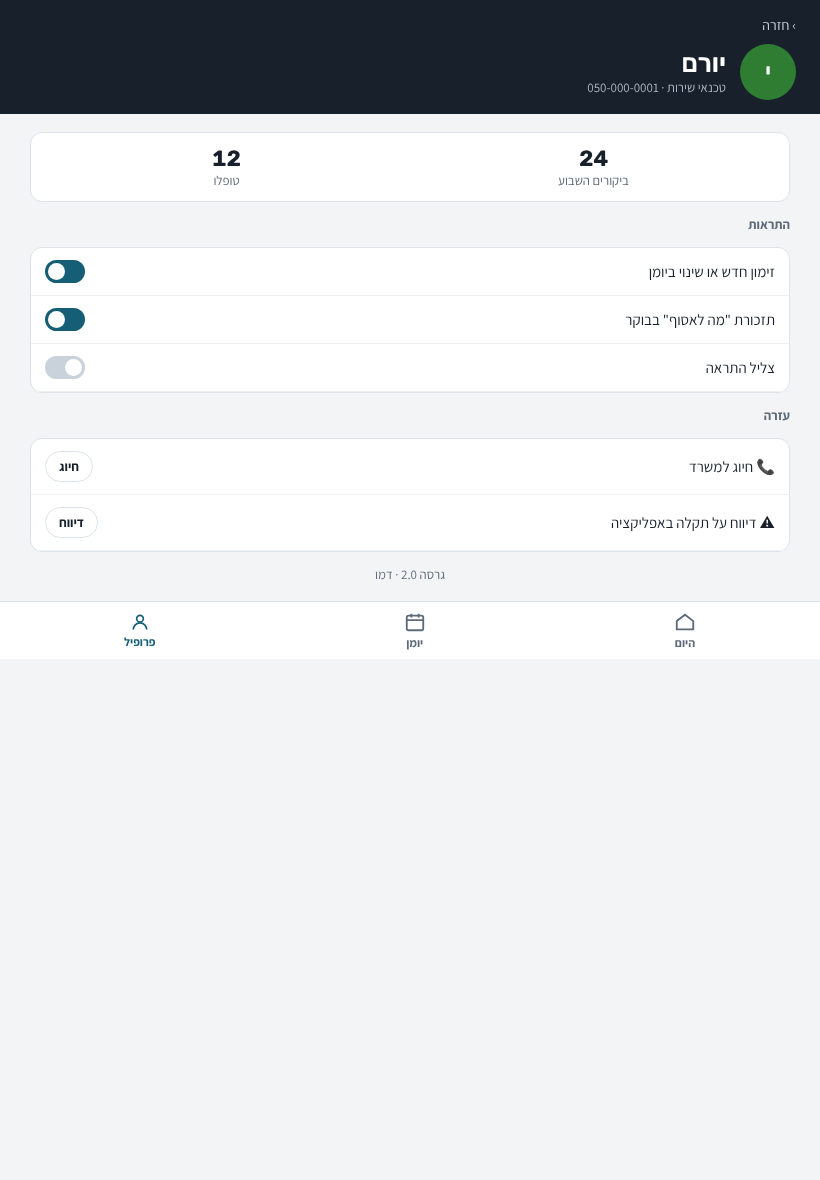 › חזרה
י
יורם
טכנאי שירות · 050-000-0001
24
ביקורים השבוע
12
טופלו
התראות
זימון חדש או שינוי ביומן
תזכורת "מה לאסוף" בבוקר
צליל התראה
עזרה
📞 חיוג למשרד
חיוג
⚠ דיווח על תקלה באפליקציה
דיווח
גרסה 2.0 · דמו
היום
יומן
פרופיל